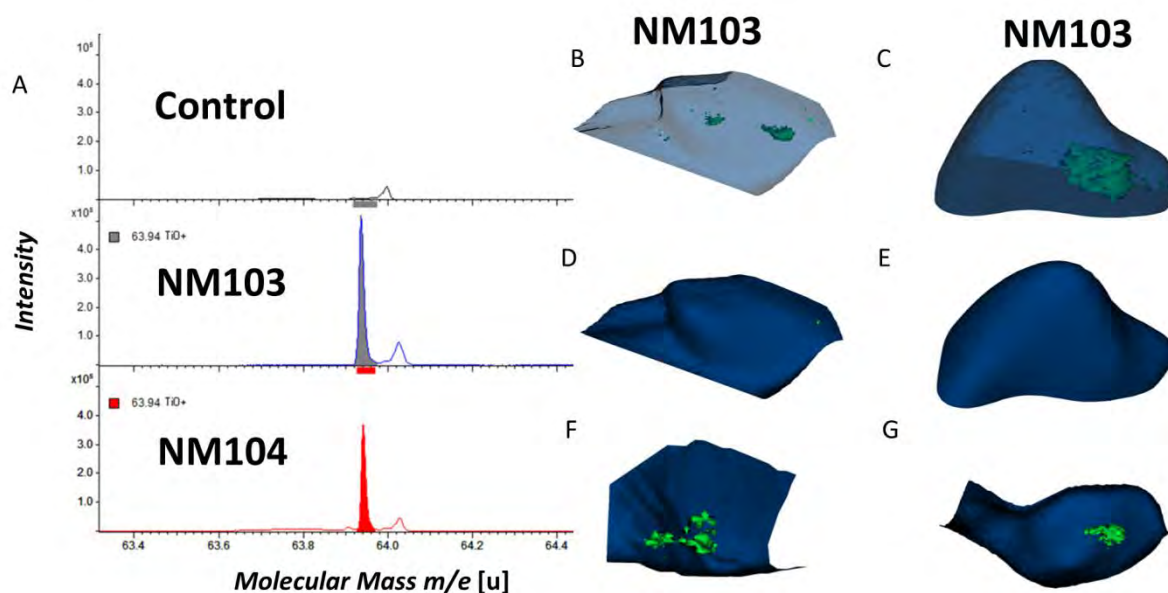 A
Intensity
10⁶
4.0
3.0
2.0
1.0
Control
x10⁶
63.94 TiO+
4.0
3.0
2.0
1.0
NM103
x10⁶
63.94 TiO+
4.0
3.0
2.0
1.0
NM104
63.4 63.6 63.8 64.0 64.2 64.4
Molecular Mass m/e [u]
NM103
NM103
B
C
D
E
F
G